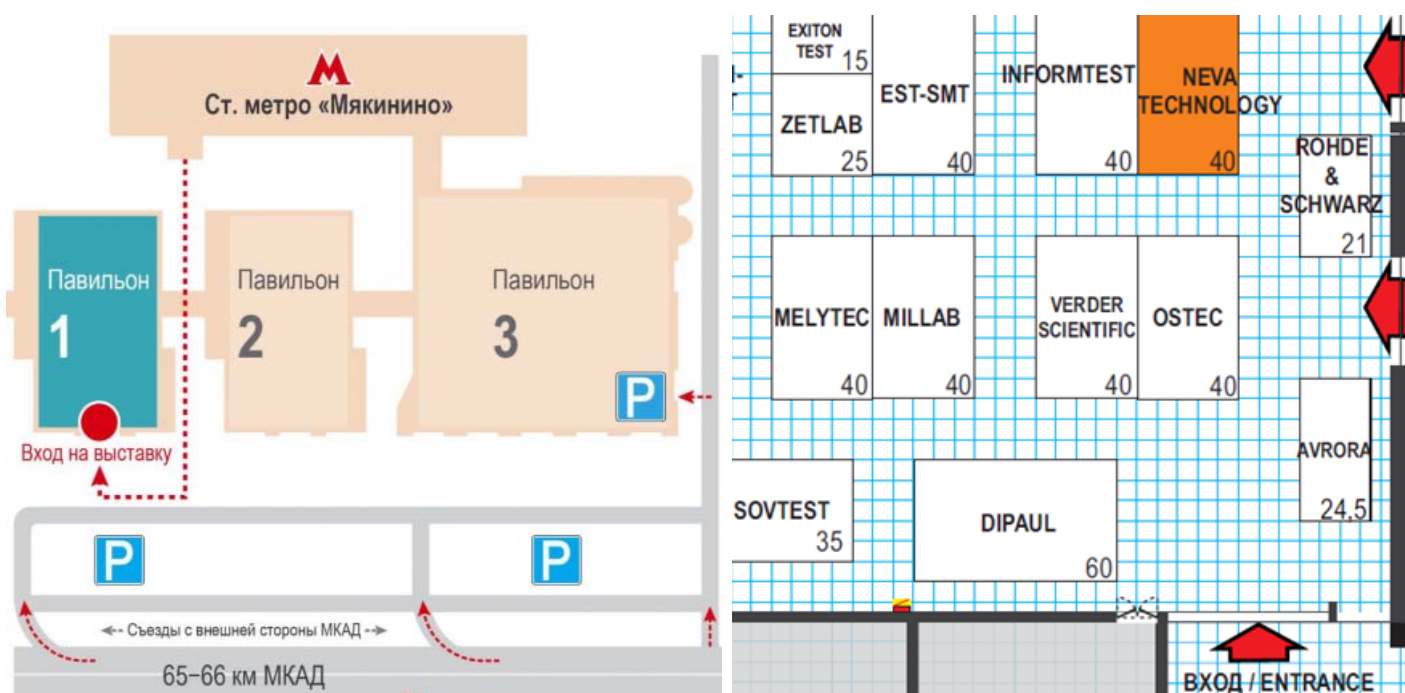 М
Ст. метро «Мякинино»
Павильон
1
Павильон
2
Павильон
3
P
Вход на выставку
P
P
Съезды с внешней стороны МКАД
65–66 км МКАД
EXITON
TEST 15
ZETLAB
25
EST-SMT
40
INFORMTEST
40
NEVA
TECHNOLOGY
40
ROHDE
&
SCHWARZ
21
MELYTEC
40
MILLAB
40
VERDER
SCIENTIFIC
40
OSTEC
40
AVRORA
24,5
SOVTEST
35
DIPAUL
60
ВХОД / ENTRANCE